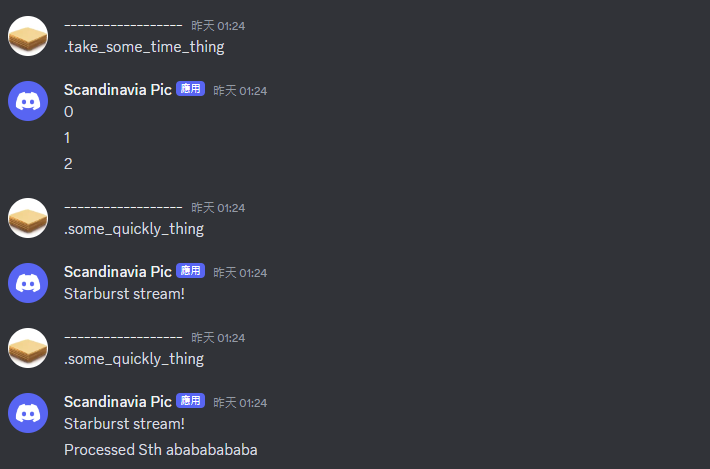 ------------------ 昨天 01:24
.take_some_time_thing
Scandinavia Pic 應用 昨天 01:24
0
1
2
------------------ 昨天 01:24
.some_quickly_thing
Scandinavia Pic 應用 昨天 01:24
Starburst stream!
------------------ 昨天 01:24
.some_quickly_thing
Scandinavia Pic 應用 昨天 01:24
Starburst stream!
Processed Sth ababababababa